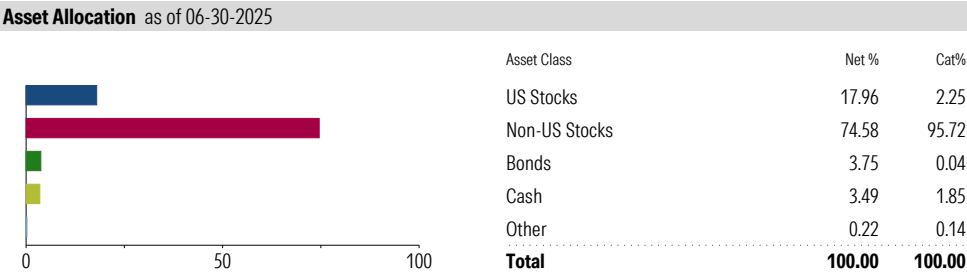 Asset Allocation as of 06-30-2025
Asset Class Net % Cat%
US Stocks 17.96 2.25
Non-US Stocks 74.58 95.72
Bonds 3.75 0.04
Cash 3.49 1.85
Other 0.22 0.14
0 50 100 Total 100.00 100.00